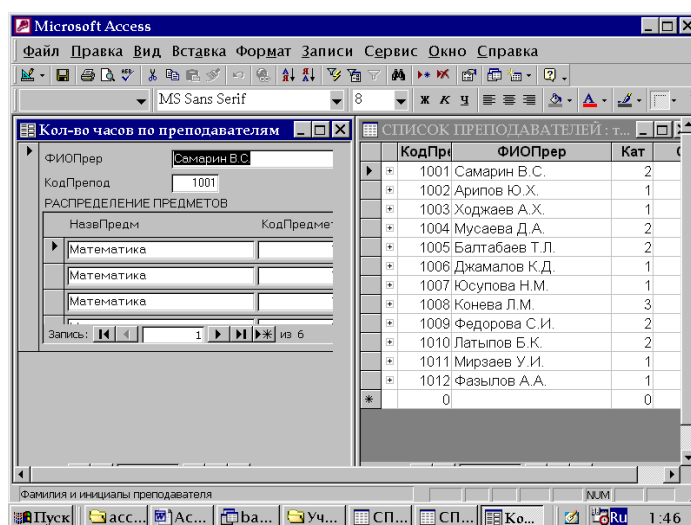 Microsoft Access
Файл Правка Вид Вставка Формат Записи Сервис Окно Справка
MS Sans Serif 8 Ж К Ч
Кол-во часов по преподавателям
ФИОПрер Самарин В.С.
КодПрепод 1001
РАСПРЕДЕЛЕНИЕ ПРЕДМЕТОВ
НазвПредм КодПредмет
Математика
Математика
Математика
Запись: 1 из 6
СПИСОК ПРЕПОДАВАТЕЛЕЙ : т...
КодПре ФИОПрер Кат
1001 Самарин В.С. 2
1002 Арипов Ю.Х. 1
1003 Ходжаев А.Х. 1
1004 Мусаева Д.А. 2
1005 Балтабаев Т.Л. 2
1006 Джамалов К.Д. 1
1007 Юсупова Н.М. 1
1008 Конева Л.М. 3
1009 Федорова С.И. 2
1010 Латыпов Б.К. 2
1011 Мирзаев У.И. 1
1012 Фазылов А.А. 1
0 0
Фамилия и инициалы преподавателя NUM
Пуск acc... Ac... ba... Уч... СП... СП... Ко... Ru 1:46